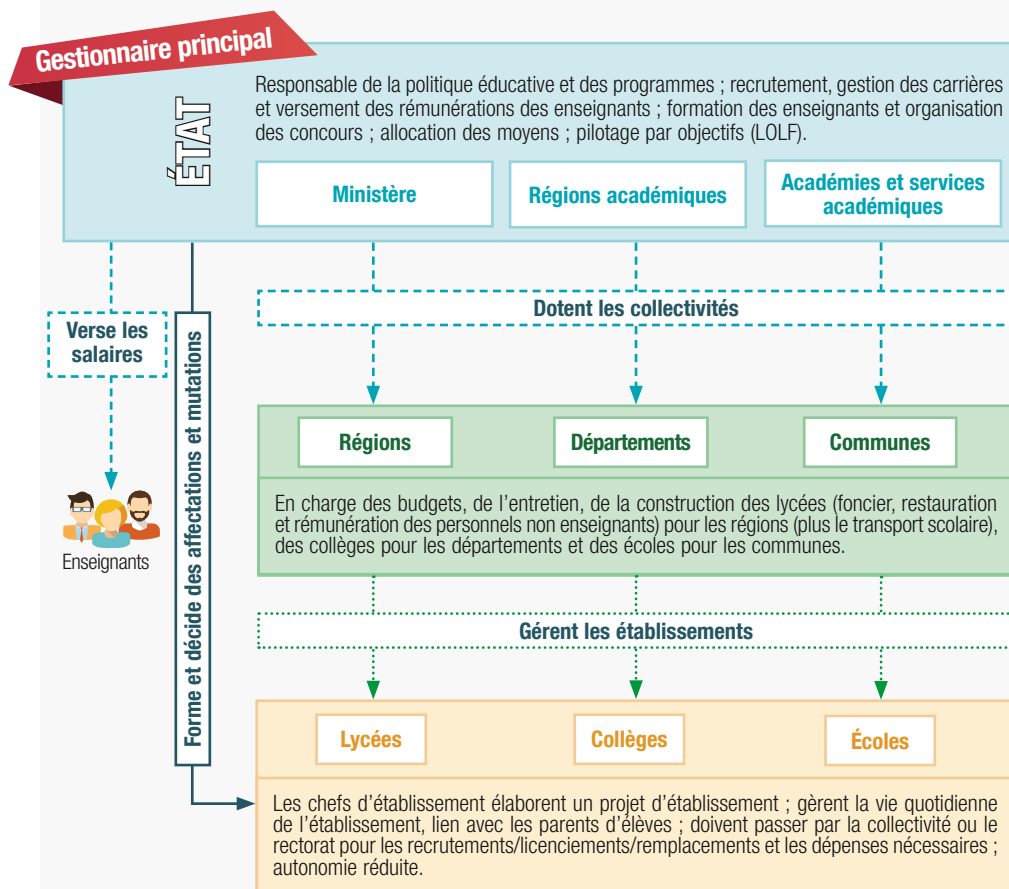 Gestionnaire principal
ÉTAT
Responsable de la politique éducative et des programmes ; recrutement, gestion des carrières
et versement des rémunérations des enseignants ; formation des enseignants et organisation
des concours ; allocation des moyens ; pilotage par objectifs (LOLF).
Ministère
Régions académiques
Académies et services
académiques
Dotent les collectivités
Verse les
salaires
Enseignants
Forme et décide des affectations et mutations
Régions
Départements
Communes
En charge des budgets, de l'entretien, de la construction des lycées (foncier, restauration
et rémunération des personnels non enseignants) pour les régions (plus le transport scolaire),
des collèges pour les départements et des écoles pour les communes.
Gérent les établissements
Lycées
Collèges
Écoles
Les chefs d'établissement élaborent un projet d'établissement ; gèrent la vie quotidienne
de l'établissement, lien avec les parents d'élèves ; doivent passer par la collectivité ou le
rectorat pour les recrutements/licenciements/remplacements et les dépenses nécessaires ;
autonomie réduite.